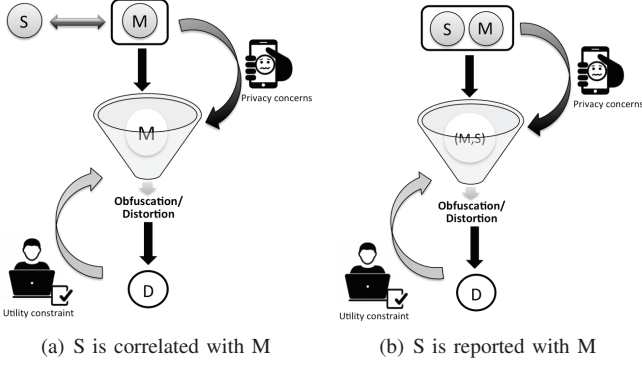 S
M
Privacy concerns
M
Obfuscation/
Distortion
D
Utility constraint
(a) S is correlated with M
S
M
Privacy concerns
(M,S)
Obfuscation/
Distortion
D
Utility constraint
(b) S is reported with M